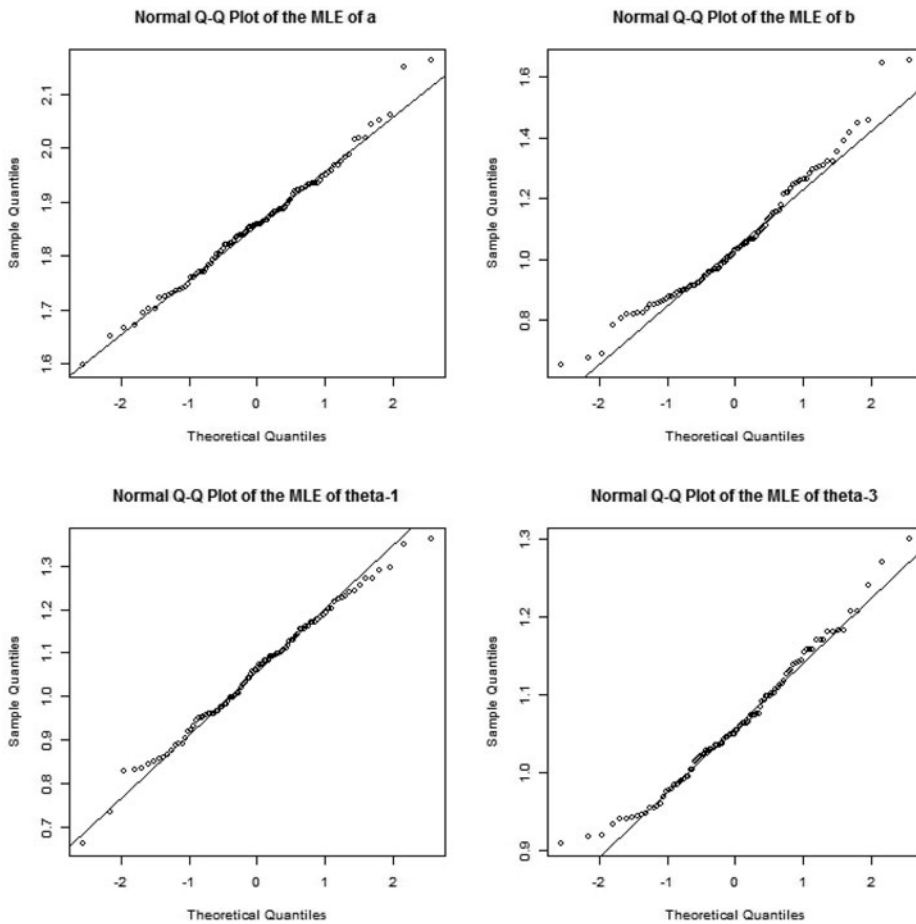 Normal Q-Q Plot of the MLE of a
Sample Quantiles
2.1
2.0
1.9
1.8
1.7
1.6
-2 -1 0 1 2
Theoretical Quantiles
Normal Q-Q Plot of the MLE of b
Sample Quantiles
1.6
1.4
1.2
1.0
0.8
-2 -1 0 1 2
Theoretical Quantiles
Normal Q-Q Plot of the MLE of theta-1
Sample Quantiles
1.3
1.2
1.1
1.0
0.9
0.8
0.7
-2 -1 0 1 2
Theoretical Quantiles
Normal Q-Q Plot of the MLE of theta-3
Sample Quantiles
1.3
1.2
1.1
1.0
0.9
-2 -1 0 1 2
Theoretical Quantiles